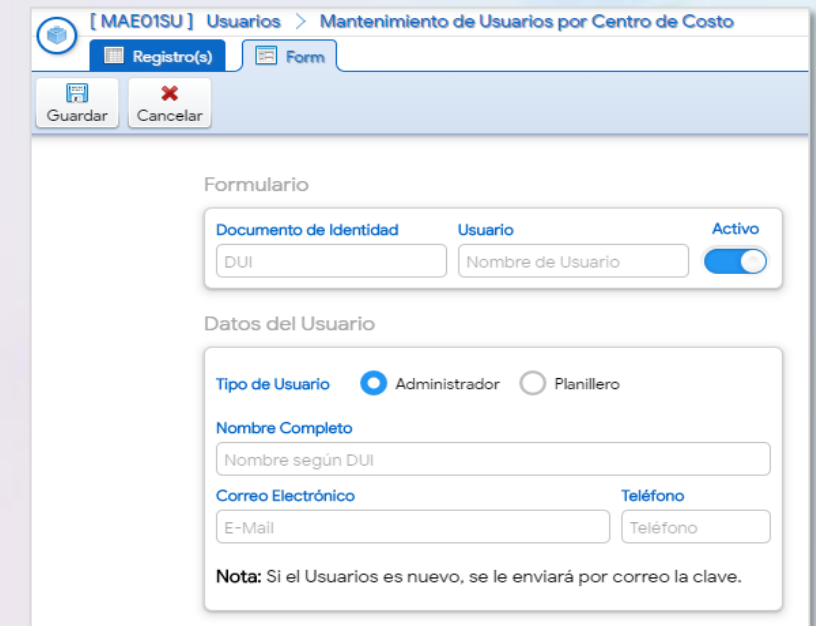 [ MAE01SU ] Usuarios > Mantenimiento de Usuarios por Centro de Costo
Registro(s) Form
Guardar Cancelar
Formulario
Documento de Identidad Usuario Activo
DUI Nombre de Usuario
Datos del Usuario
Tipo de Usuario Administrador Planillero
Nombre Completo
Nombre según DUI
Correo Electrónico Teléfono
E-Mail Teléfono
Nota: Si el Usuarios es nuevo, se le enviará por correo la clave.